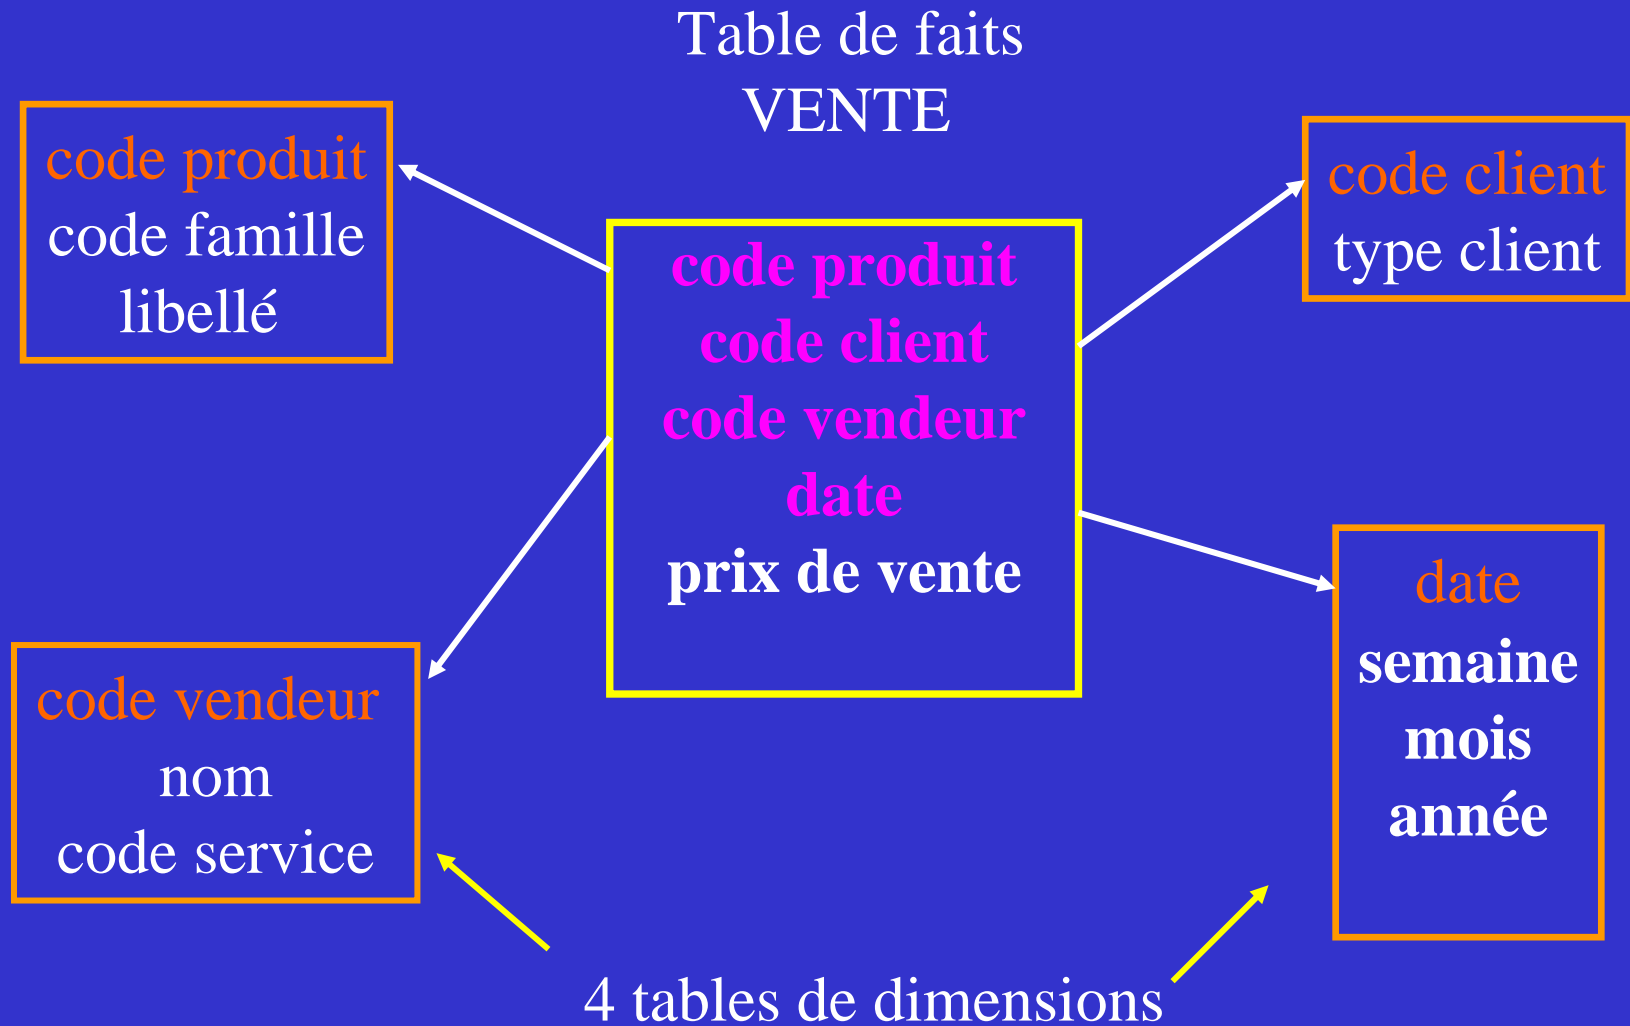 Table de faits
VENTE
code produit
code famille
libellé
code produit
code client
code vendeur
date
prix de vente
code client
type client
code vendeur
nom
code service
date
semaine
mois
année
4 tables de dimensions